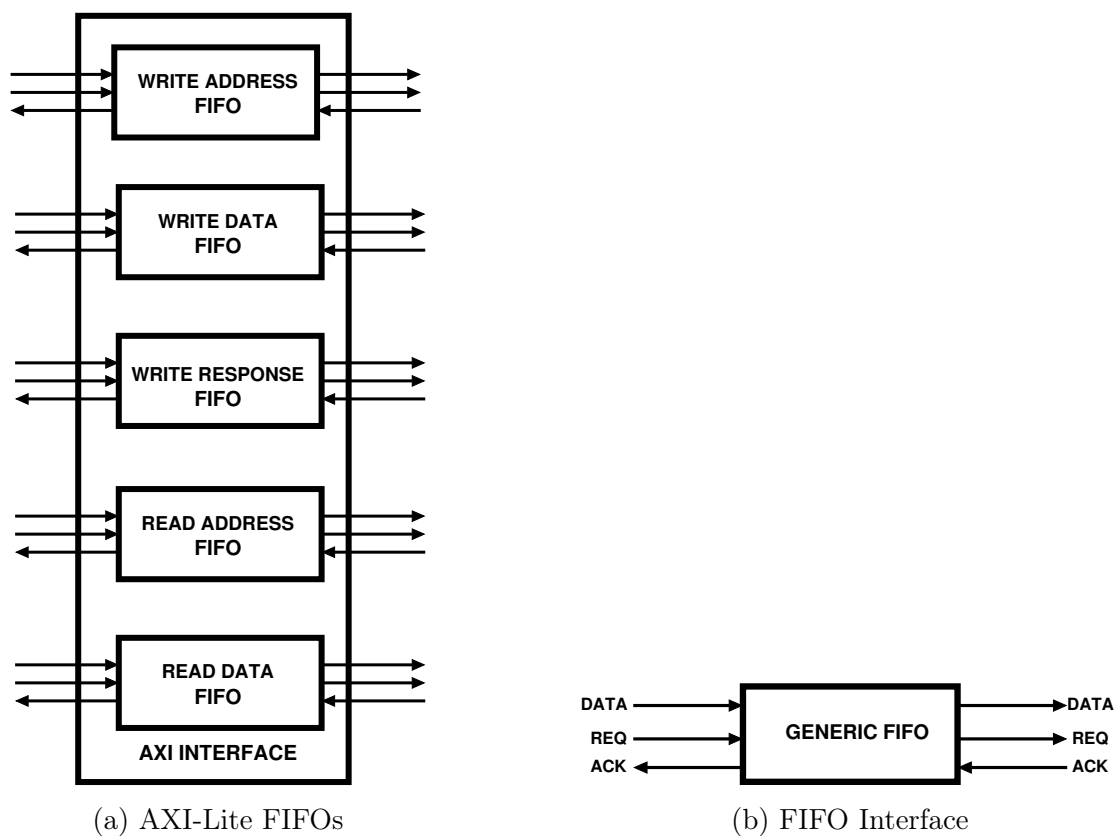 WRITE ADDRESS
FIFO
WRITE DATA
FIFO
WRITE RESPONSE
FIFO
READ ADDRESS
FIFO
READ DATA
FIFO
AXI INTERFACE
(a) AXI-Lite FIFOs
DATA
REQ
ACK
GENERIC FIFO
DATA
REQ
ACK
(b) FIFO Interface